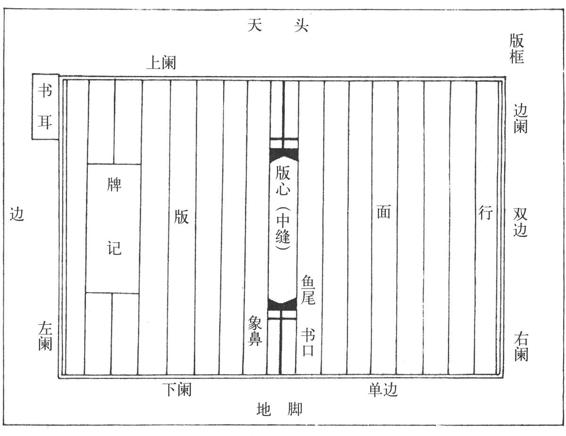 天头
版框
上阑
书耳
边阑
牌记
版
版心（中缝）
面
行
边
双边
鱼尾
象鼻
书口
左阑
右阑
下阑
单边
地脚